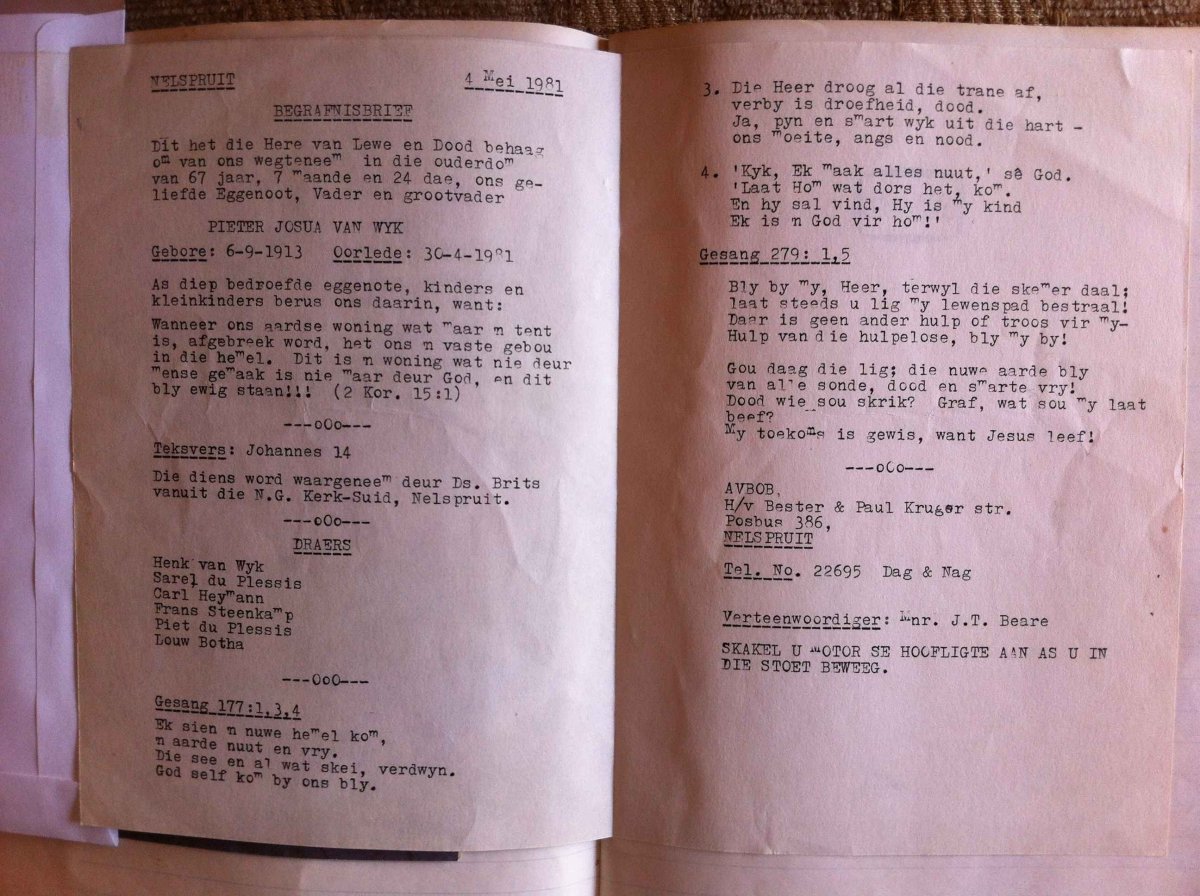 NELSPRUIT 4 Mei 1981
BEGRAFNISBRIEF
Dit het die Here van Lewe en Dood behaag
om van ons wegteneem in die ouderdom
van 67 jaar, 7 maande en 24 dae, ons ge-
liefde Eggenoot, Vader en grootvader
PIETER JOSUA VAN WYK
Gebore: 6-9-1913 Oorlede: 30-4-1981
As diep bedroefde eggenote, kinders en
kleinkinders berus ons daarin, want:
Wanneer ons aardse woning wat maar 'n tent
is, afgebreek word, het ons 'n vaste gebou
in die hemel. Dit is 'n woning wat nie deur
mense gemaak is nie maar deur God, en dit
bly ewig staan!!! (2 Kor. 15:1)
---oOo---
Teksvers: Johannes 14
Die diens word waargeneem deur Ds. Brits
vanuit die N.G. Kerk-Suid, Nelspruit.
---oOo---
DRAERS
Henk van Wyk
Sarel du Plessis
Carl Heymann
Frans Steenkamp
Piet du Plessis
Louw Botha
---OoO---
Gesang 177:1,3,4
Ek sien 'n nuwe hemel kom,
'n aarde nuut en vry.
Die see en al wat skei, verdwyn.
God self kom by ons bly.
3. Die Heer droog al die trane af,
verby is droefheid, dood.
Ja, pyn en smart wyk uit die hart -
ons moeite, angs en nood.
4. 'Kyk, Ek maak alles nuut,' sê God.
'Laat Hom wat dors het, kom.
En hy sal vind, Hy is my kind
Ek is 'n God vir hom!'
Gesang 279: 1,5
Bly by my, Heer, terwyl die skemer daal;
laat steeds u lig my lewenspad bestraal!
Daar is geen ander hulp of troos vir my-
Hulp van die hulpelose, bly my by!
Gou daag die lig; die nuwe aarde bly
van alle sonde, dood en smarte vry!
Dood wie sou skrik? Graf, wat sou my laat
beef?
My toekoms is gewis, want Jesus leef!
---oOo---
AVBOB,
H/v Bester & Paul Kruger str.
Posbus 386,
NELSPRUIT
Tel. No. 22695 Dag & Nag
Verteenwoordiger: Mnr. J.T. Beare
SKAKEL U MOTOR SE HOOFLIGTE AAN AS U IN
DIE STOET BEWEEG.